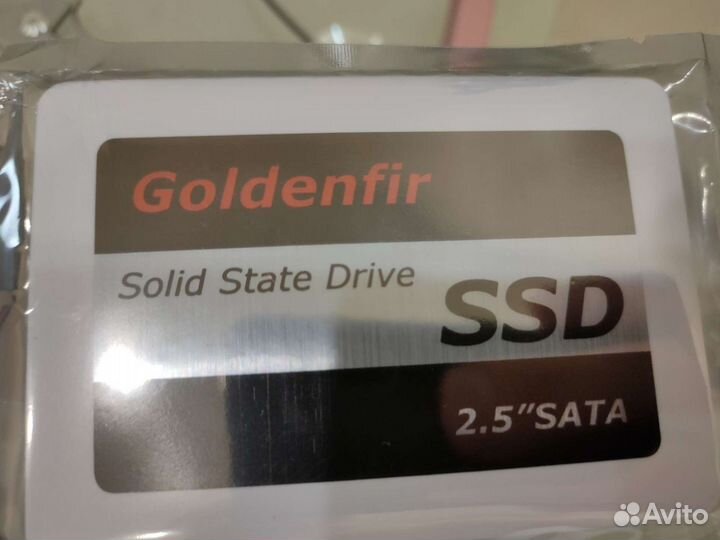 Goldenfir
Solid State Drive
SSD
2.5"SATA
Avito